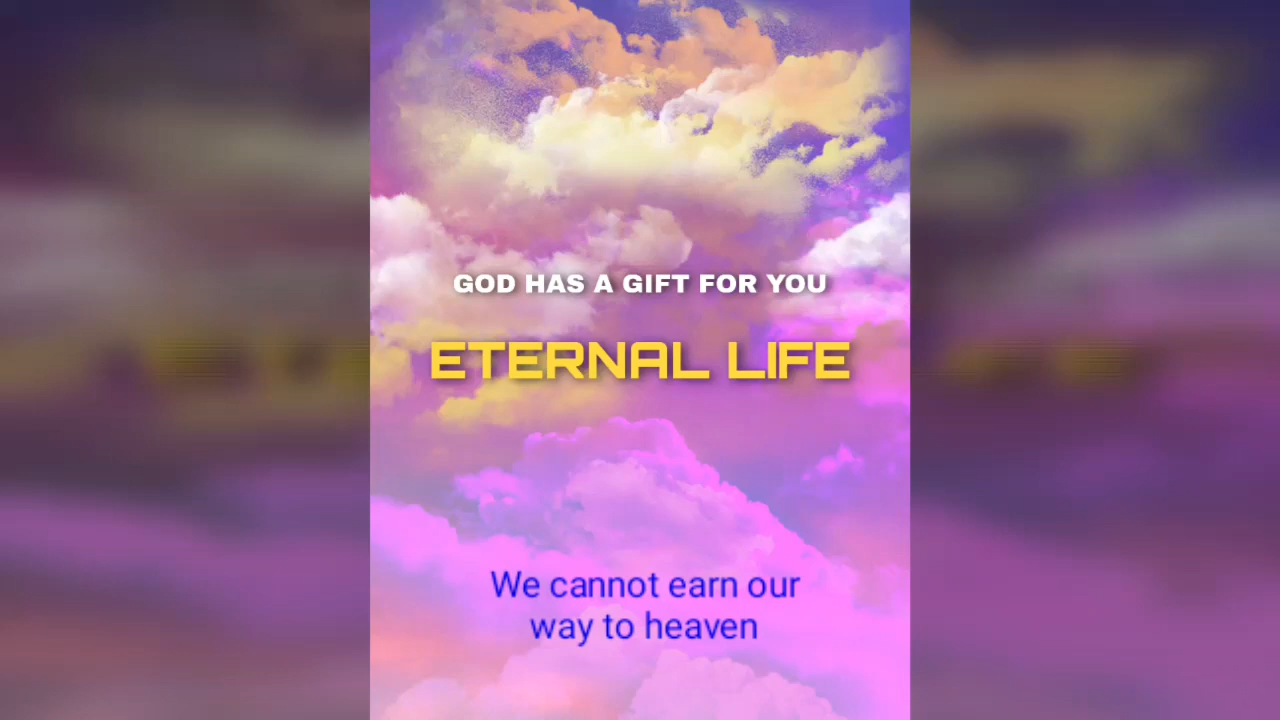 GOD HAS A GIFT FOR YOU
ETERNAL LIFE
We cannot earn our
way to heaven